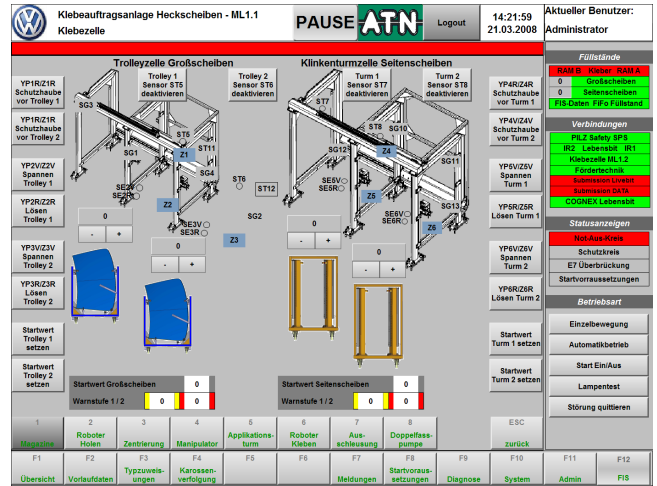 Klebeauftragsanlage Heckscheiben - ML1.1
Klebezelle
PAUSE
ATN
Logout
14:21:59
21.03.2008
Aktueller Benutzer:
Administrator
Trolleyzelle Großscheiben
Klinkenturmzelle Seitenscheiben
YP1R/Z1R
Schutzhaube
vor Trolley 1
YP1R/Z1R
Schutzhaube
vor Trolley 2
YP2V/Z2V
Spannen
Trolley 1
YP2R/Z2R
Lösen
Trolley 1
YP3V/Z3V
Spannen
Trolley 2
YP3R/Z3R
Lösen
Trolley 2
Startwert
Trolley 1
setzen
Startwert
Trolley 2
setzen
Trolley 1
Sensor ST5
deaktivieren
Trolley 2
Sensor ST6
deaktivieren
Turm 1
Sensor ST7
deaktivieren
Turm 2
Sensor ST8
deaktivieren
SG3
ST5
ST11
Z1
SG1
SG4
SE2V
Z2
SE3V
SE3R
ST6
ST12
SG2
Z3
ST7
ST8
SG10
SG12
Z4
SG11
SE5V
SE5R
Z5
SG13
SE6V
SE6R
Z6
0
- +
0
- +
0
- +
0
- +
Startwert Großscheiben 0
Warnstufe 1 / 2 0 0
Startwert Seitenscheiben 0
Warnstufe 1 / 2 0 0
YP4R/Z4R
Schutzhaube
vor Turm 1
YP4V/Z4V
Schutzhaube
vor Turm 2
YP5V/Z5V
Spannen
Turm 1
YP5R/Z5R
Lösen Turm 1
YP6V/Z6V
Spannen
Turm 2
YP6R/Z6R
Lösen Turm 2
Startwert
Turm 1 setzen
Startwert
Turm 2 setzen
Füllstände
RAM B Kleber RAM A
0 Großscheiben
0 Seitenscheiben
FIS-Daten FiFo Füllstand
Verbindungen
PILZ Safety SPS
IR2 Lebensbit IR1
Klebezelle ML1.2
Fördertechnik
Submission Livebit
Submission DATA
COGNEX Lebensbit
Statusanzeigen
Not-Aus-Kreis
Schutzkreis
E7 Überbrückung
Startvorraussetzungen
Betriebsart
Einzelbewegung
Automatikbetrieb
Start Ein/Aus
Lampentest
Störung quittieren
1
Magazine
2
Roboter
Holen
3
Zentrierung
4
Manipulator
5
Applikations-
turm
6
Roboter
Kleben
7
Aus-
schleusung
8
Doppelfass-
pumpe
ESC
zurück
F1
Übersicht
F2
Vorlaufdaten
F3
Typzuweis-
ungen
F4
Karossen-
verfolgung
F5
F6
F7
Meldungen
F8
Startvoraus-
setzungen
F9
Diagnose
F10
System
F11
Admin
F12
FIS